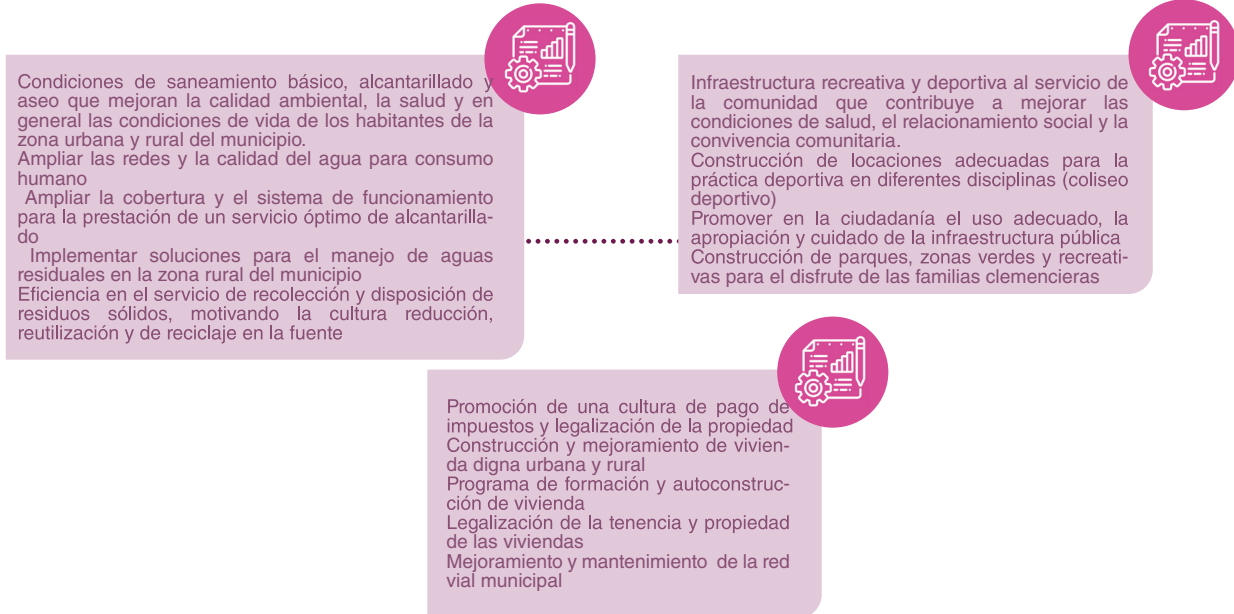 Condiciones de saneamiento básico, alcantarillado y
aseo que mejoran la calidad ambiental, la salud y en
general las condiciones de vida de los habitantes de la
zona urbana y rural del municipio.
Ampliar las redes y la calidad del agua para consumo
humano
Ampliar la cobertura y el sistema de funcionamiento
para la prestación de un servicio óptimo de alcantarilla-
do
Implementar soluciones para el manejo de aguas
residuales en la zona rural del municipio
Eficiencia en el servicio de recolección y disposición de
residuos sólidos, motivando la cultura reducción,
reutilización y de reciclaje en la fuente
Infraestructura recreativa y deportiva al servicio de
la comunidad que contribuye a mejorar las
condiciones de salud, el relacionamiento social y la
convivencia comunitaria.
Construcción de locaciones adecuadas para la
práctica deportiva en diferentes disciplinas (coliseo
deportivo)
Promover en la ciudadanía el uso adecuado, la
apropiación y cuidado de la infraestructura pública
Construcción de parques, zonas verdes y recreati-
vas para el disfrute de las familias clemencieras
Promoción de una cultura de pago de
impuestos y legalización de la propiedad
Construcción y mejoramiento de vivien-
da digna urbana y rural
Programa de formación y autoconstruc-
ción de vivienda
Legalización de la tenencia y propiedad
de las viviendas
Mejoramiento y mantenimiento de la red
vial municipal